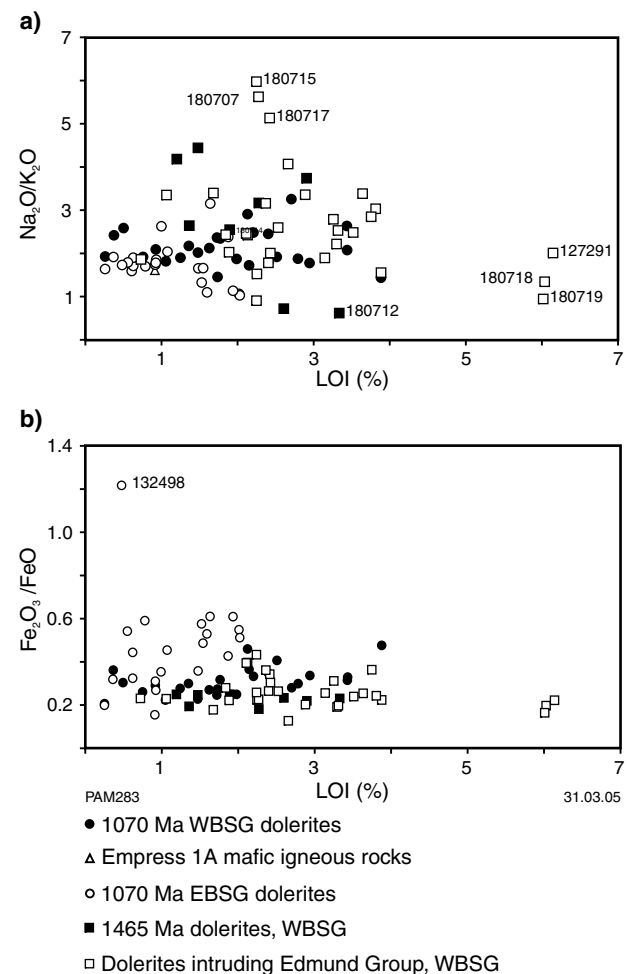 a)
7
180715
180707
180717
5
Na₂O/K₂O
3
127291
180718
180719
1
180712
1
3
5
7
LOI (%)
b)
1.4
132498
1.0
Fe₂O₃ /FeO
0.6
0.2
1
3
5
7
PAM283
LOI (%)
31.03.05
1070 Ma WBSG dolerites
Empress 1A mafic igneous rocks
1070 Ma EBSG dolerites
1465 Ma dolerites, WBSG
Dolerites intruding Edmund Group, WBSG